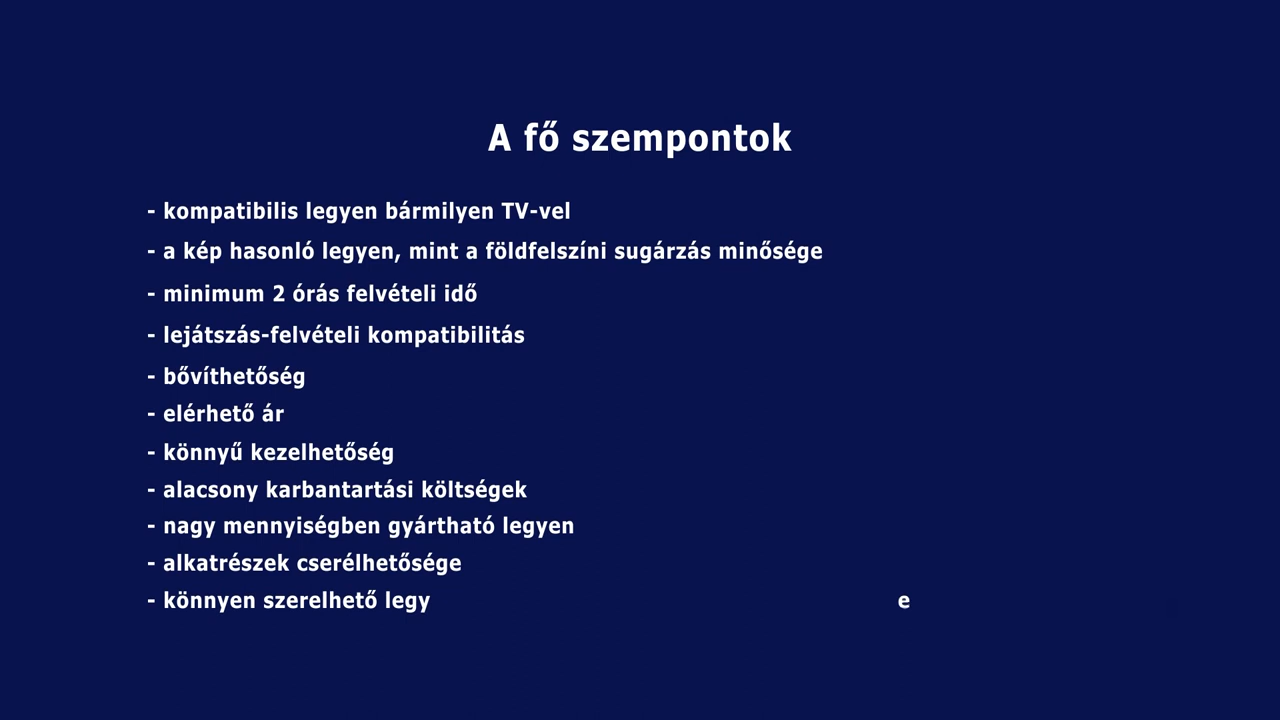 A fő szempontok
- kompatibilis legyen bármilyen TV-vel
- a kép hasonló legyen, mint a földfelszíni sugárzás minősége
- minimum 2 órás felvételi idő
- lejátszás-felvételi kompatibilitás
- bővíthetőség
- elérhető ár
- könnyű kezelhetőség
- alacsony karbantartási költségek
- nagy mennyiségben gyártható legyen
- alkatrészek cserélhetősége
- könnyen szerelhető legy e